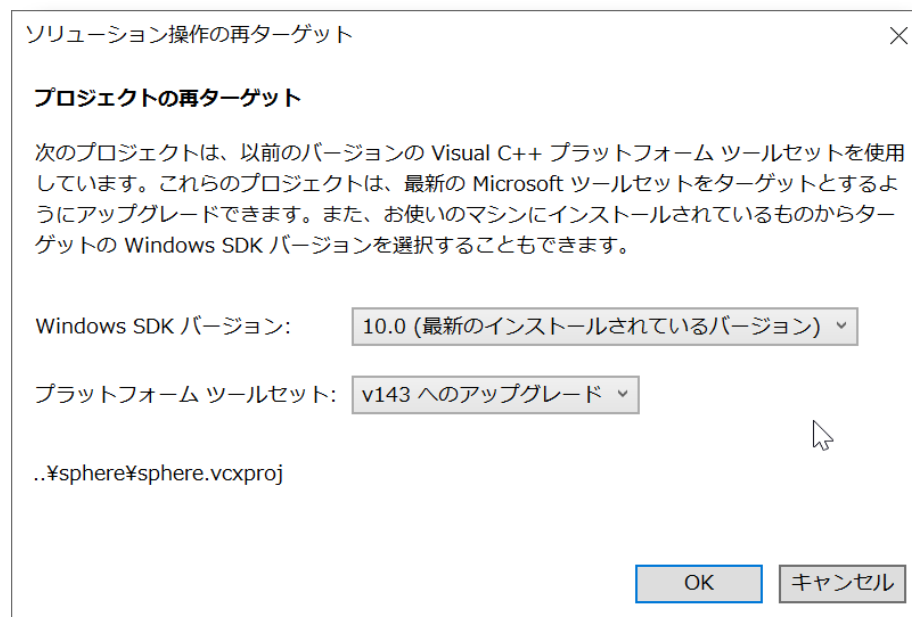 ソリューション操作の再ターゲット
プロジェクトの再ターゲット
次のプロジェクトは、以前のバージョンの Visual C++ プラットフォーム ツールセットを使用
しています。これらのプロジェクトは、最新の Microsoft ツールセットをターゲットとするよ
うにアップグレードできます。また、お使いのマシンにインストールされているものからター
ゲットの Windows SDK バージョンを選択することもできます。
Windows SDK バージョン: 10.0 (最新のインストールされているバージョン)
プラットフォーム ツールセット: v143 へのアップグレード
..¥sphere¥sphere.vcxproj
OK キャンセル